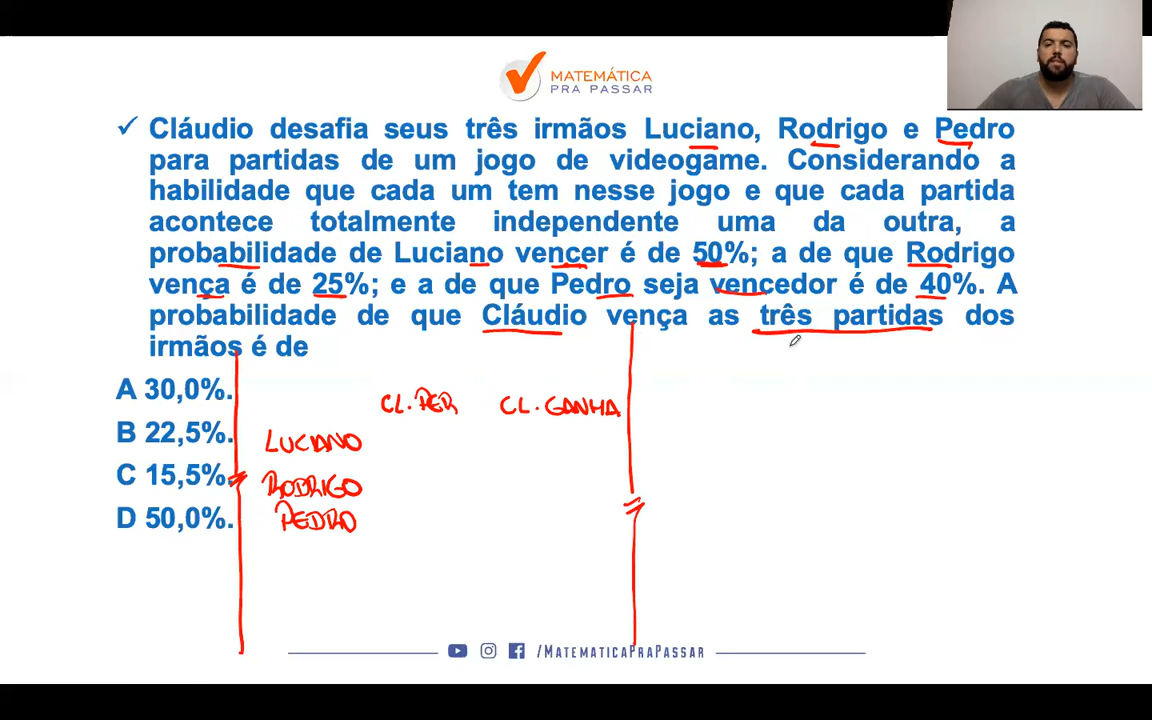 MATEMÁTICA
PRA PASSAR
✓ Cláudio desafia seus três irmãos Luciano, Rodrigo e Pedro
para partidas de um jogo de videogame. Considerando a
habilidade que cada um tem nesse jogo e que cada partida
acontece totalmente independente uma da outra, a
probabilidade de Luciano vencer é de 50%; a de que Rodrigo
vença é de 25%; e a de que Pedro seja vencedor é de 40%. A
probabilidade de que Cláudio vença as três partidas dos
irmãos é de
A 30,0%.
B 22,5%.
C 15,5%.
D 50,0%.
CL. PER CL. GANHA
LUCIANO
RODRIGO
PEDRO
/MATEMATICAPRAPASSAR